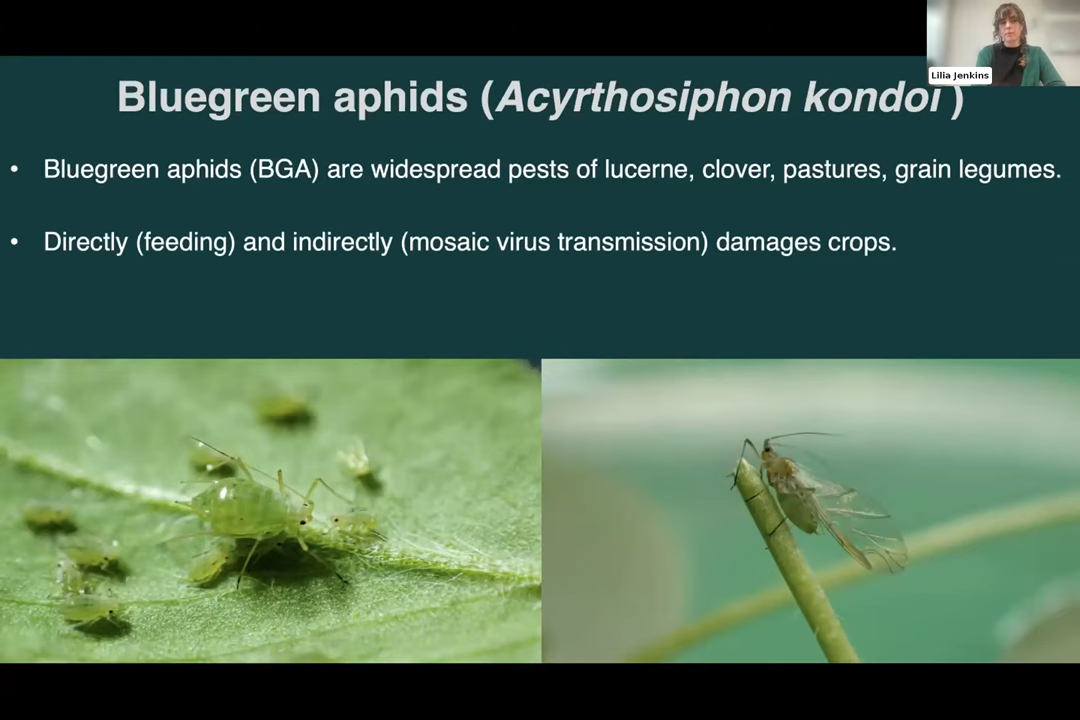 Lilia Jenkins
Bluegreen aphids (Acyrthosiphon kondoi )
• Bluegreen aphids (BGA) are widespread pests of lucerne, clover, pastures, grain legumes.
• Directly (feeding) and indirectly (mosaic virus transmission) damages crops.